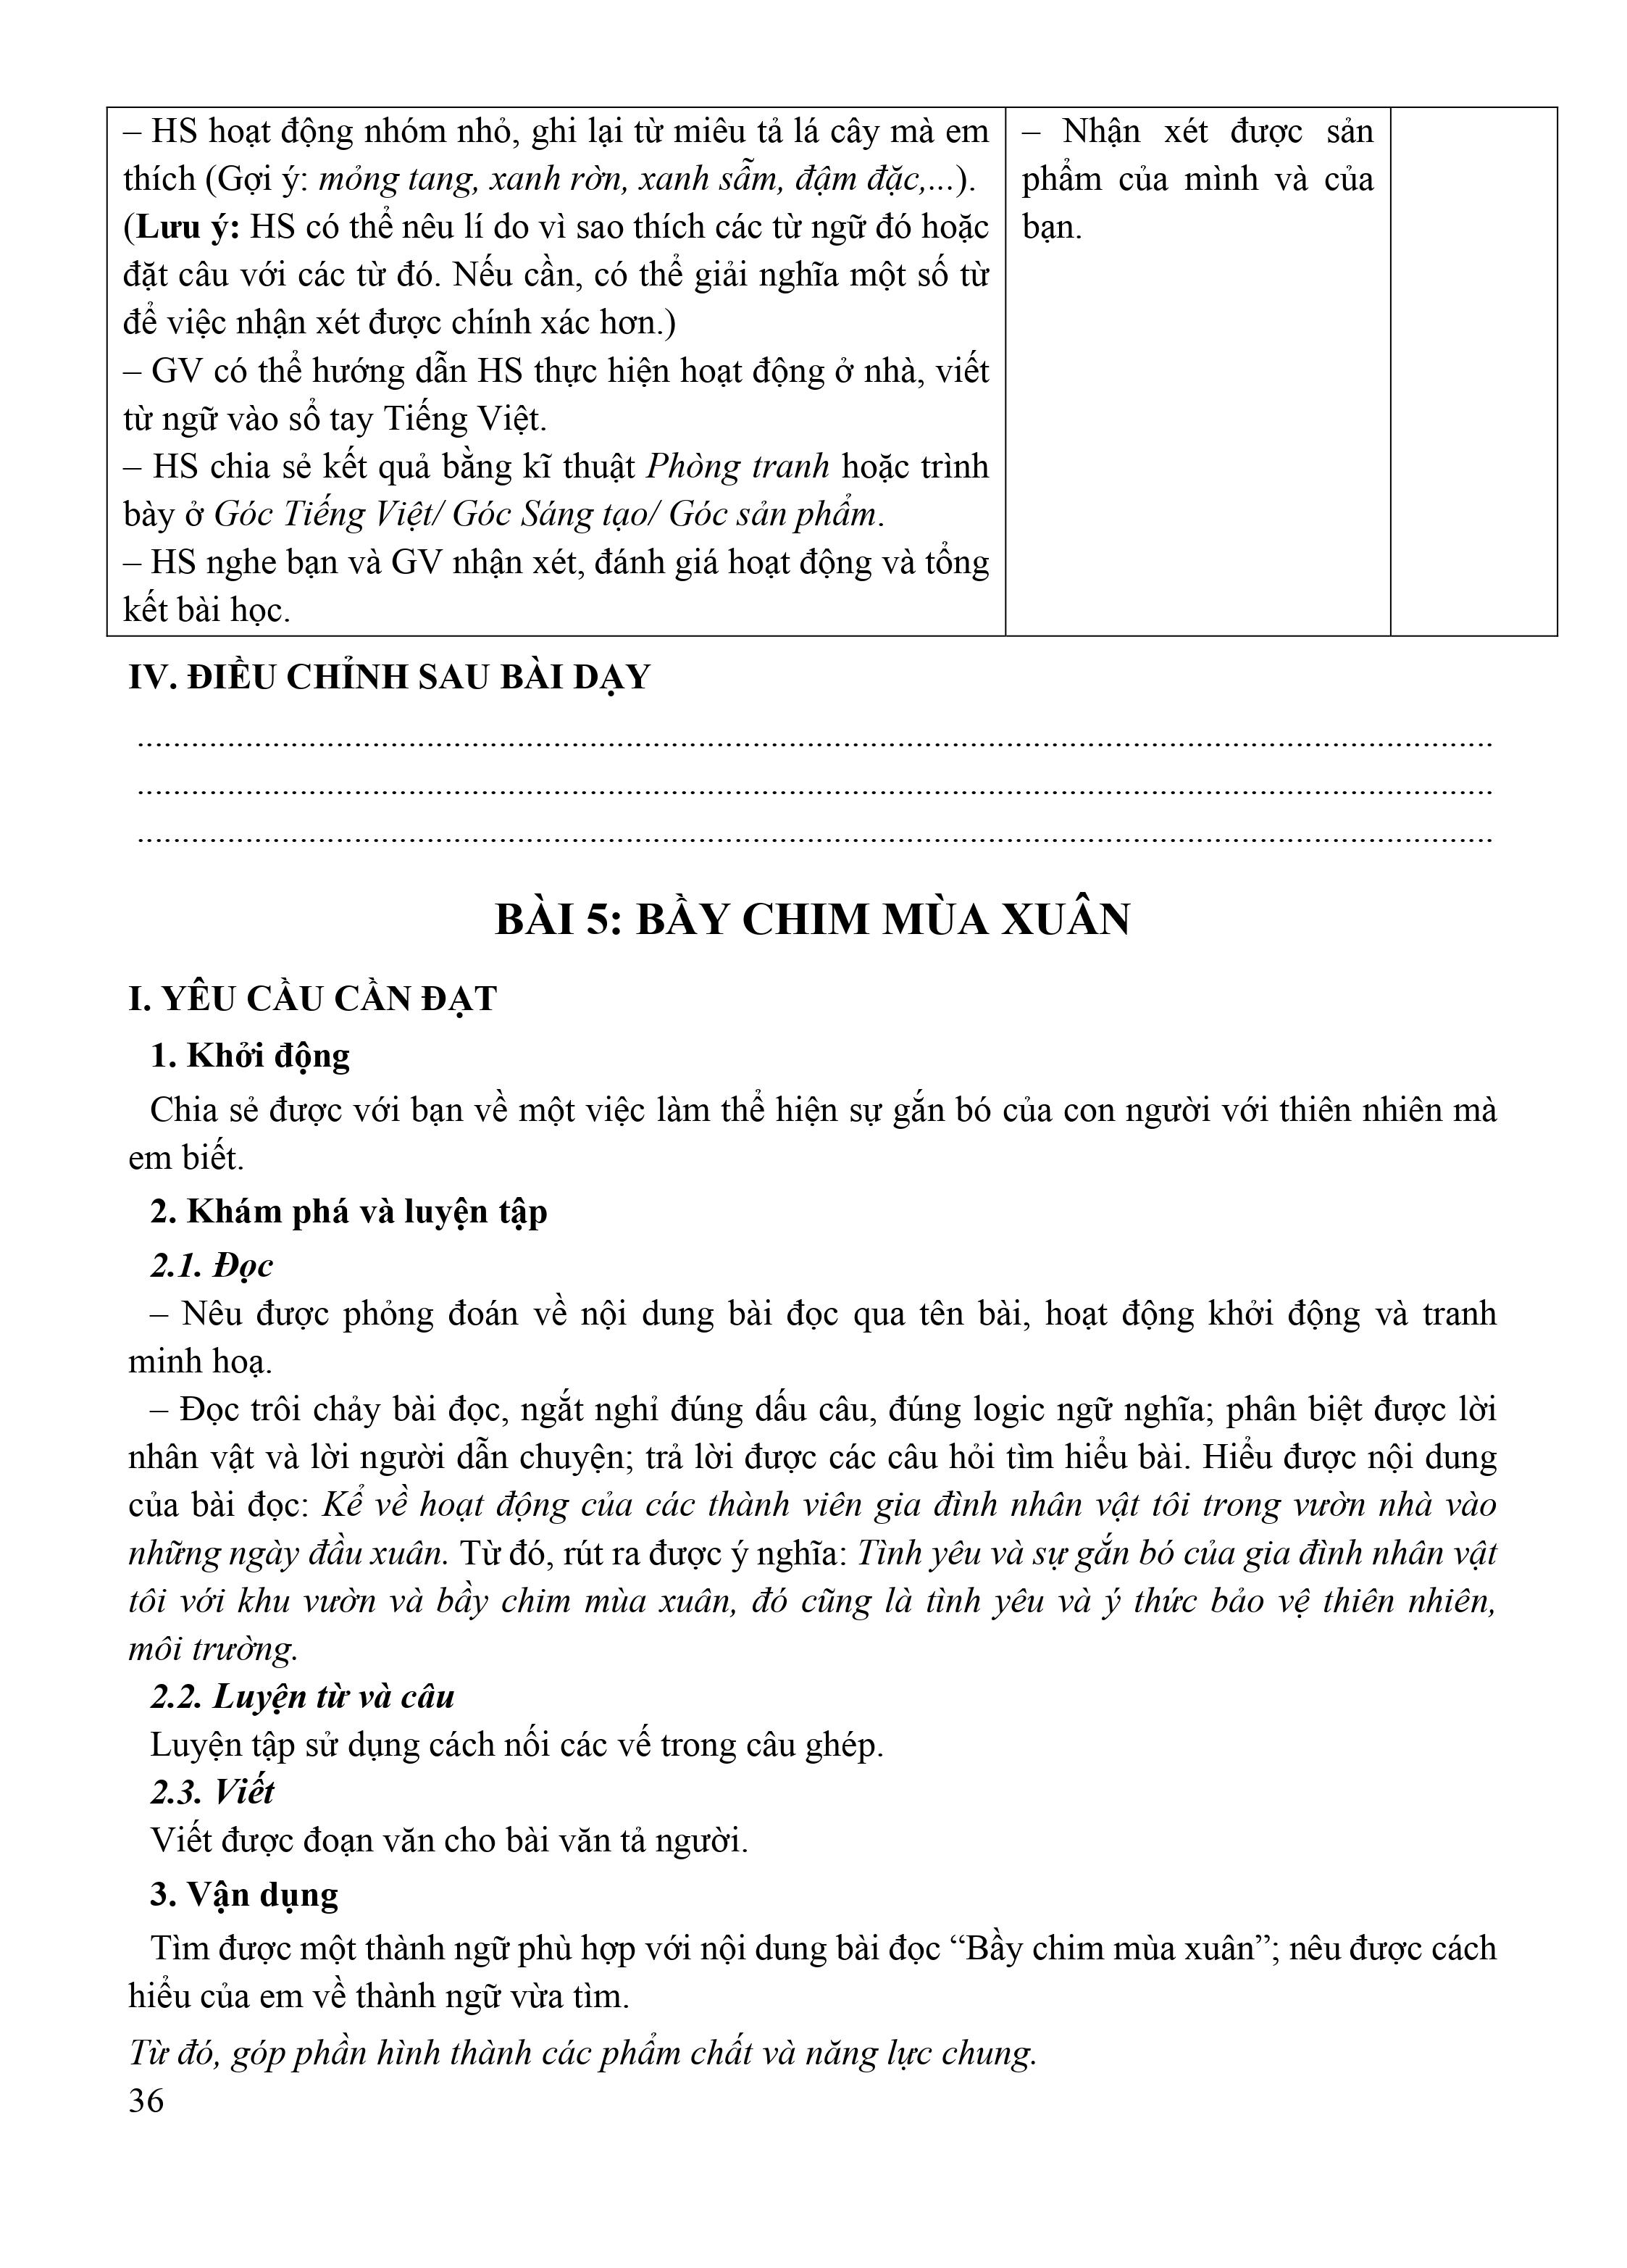 – HS hoạt động nhóm nhỏ, ghi lại từ miêu tả lá cây mà em
thích (Gợi ý: mỏng tang, xanh rờn, xanh sẫm, đậm đặc,...).
(Lưu ý: HS có thể nêu lí do vì sao thích các từ ngữ đó hoặc
đặt câu với các từ đó. Nếu cần, có thể giải nghĩa một số từ
để việc nhận xét được chính xác hơn.)
– GV có thể hướng dẫn HS thực hiện hoạt động ở nhà, viết
từ ngữ vào sổ tay Tiếng Việt.
– HS chia sẻ kết quả bằng kĩ thuật Phòng tranh hoặc trình
bày ở Góc Tiếng Việt/ Góc Sáng tạo/ Góc sản phẩm.
– HS nghe bạn và GV nhận xét, đánh giá hoạt động và tổng
kết bài học.
– Nhận xét được sản
phẩm của mình và của
bạn.
IV. ĐIỀU CHỈNH SAU BÀI DẠY
......................................................................................................................................................
......................................................................................................................................................
......................................................................................................................................................
BÀI 5: BẦY CHIM MÙA XUÂN
I. YÊU CẦU CẦN ĐẠT
1. Khởi động
Chia sẻ được với bạn về một việc làm thể hiện sự gắn bó của con người với thiên nhiên mà
em biết.
2. Khám phá và luyện tập
2.1. Đọc
– Nêu được phỏng đoán về nội dung bài đọc qua tên bài, hoạt động khởi động và tranh
minh hoạ.
– Đọc trôi chảy bài đọc, ngắt nghỉ đúng dấu câu, đúng logic ngữ nghĩa; phân biệt được lời
nhân vật và lời người dẫn chuyện; trả lời được các câu hỏi tìm hiểu bài. Hiểu được nội dung
của bài đọc: Kể về hoạt động của các thành viên gia đình nhân vật tôi trong vườn nhà vào
những ngày đầu xuân. Từ đó, rút ra được ý nghĩa: Tình yêu và sự gắn bó của gia đình nhân vật
tôi với khu vườn và bầy chim mùa xuân, đó cũng là tình yêu và ý thức bảo vệ thiên nhiên,
môi trường.
2.2. Luyện từ và câu
Luyện tập sử dụng cách nối các vế trong câu ghép.
2.3. Viết
Viết được đoạn văn cho bài văn tả người.
3. Vận dụng
Tìm được một thành ngữ phù hợp với nội dung bài đọc “Bầy chim mùa xuân”; nêu được cách
hiểu của em về thành ngữ vừa tìm.
Từ đó, góp phần hình thành các phẩm chất và năng lực chung.
36